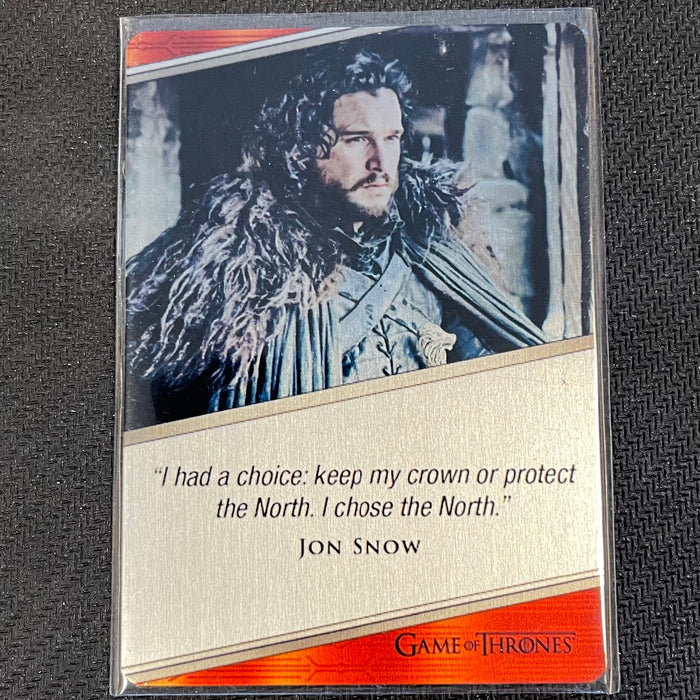 “I had a choice: keep my crown or protect
the North. I chose the North.”
JON SNOW
GAME OF THRONES